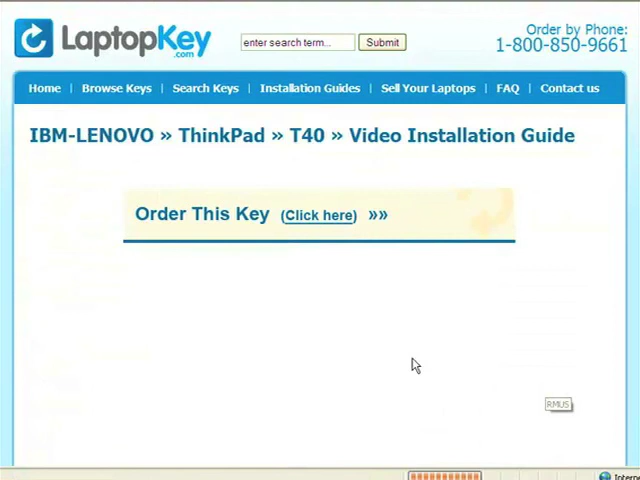 LaptopKey
.com
enter search term...
Submit
Order by Phone:
1-800-850-9661
Home | Browse Keys | Search Keys | Installation Guides | Sell Your Laptops | FAQ | Contact us
IBM-LENOVO » ThinkPad » T40 » Video Installation Guide
Order This Key (Click here) »»
RMUS
Interne